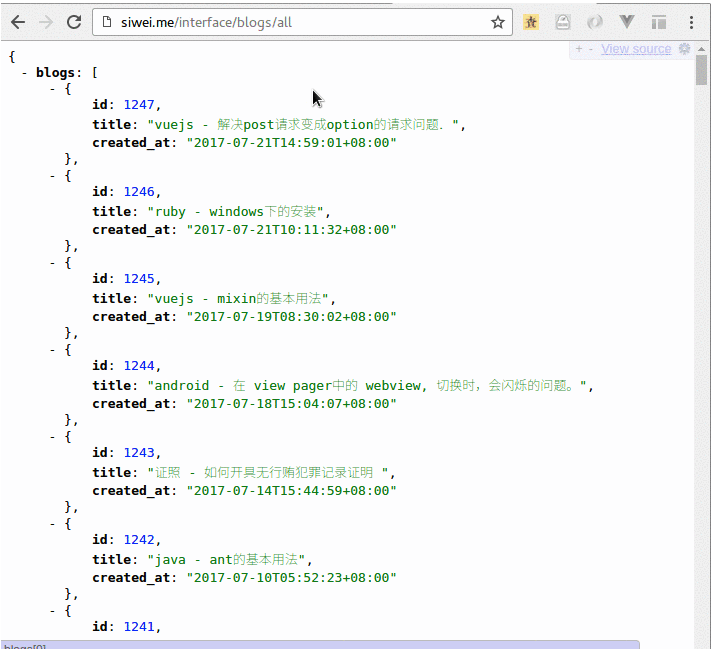 siwei.me/interface/blogs/all
+ - View source
{
- blogs: [
- {
id: 1247,
title: "vuejs - 解决post请求变成option的请求问题. ",
created_at: "2017-07-21T14:59:01+08:00"
},
- {
id: 1246,
title: "ruby - windows下的安装",
created_at: "2017-07-21T10:11:32+08:00"
},
- {
id: 1245,
title: "vuejs - mixin的基本用法",
created_at: "2017-07-19T08:30:02+08:00"
},
- {
id: 1244,
title: "android - 在 view pager中的 webview, 切换时，会闪烁的问题。",
created_at: "2017-07-18T15:04:07+08:00"
},
- {
id: 1243,
title: "证照 - 如何开具无行贿犯罪记录证明 ",
created_at: "2017-07-14T15:44:59+08:00"
},
- {
id: 1242,
title: "java - ant的基本用法",
created_at: "2017-07-10T05:52:23+08:00"
},
- {
id: 1241,
blogs[0]